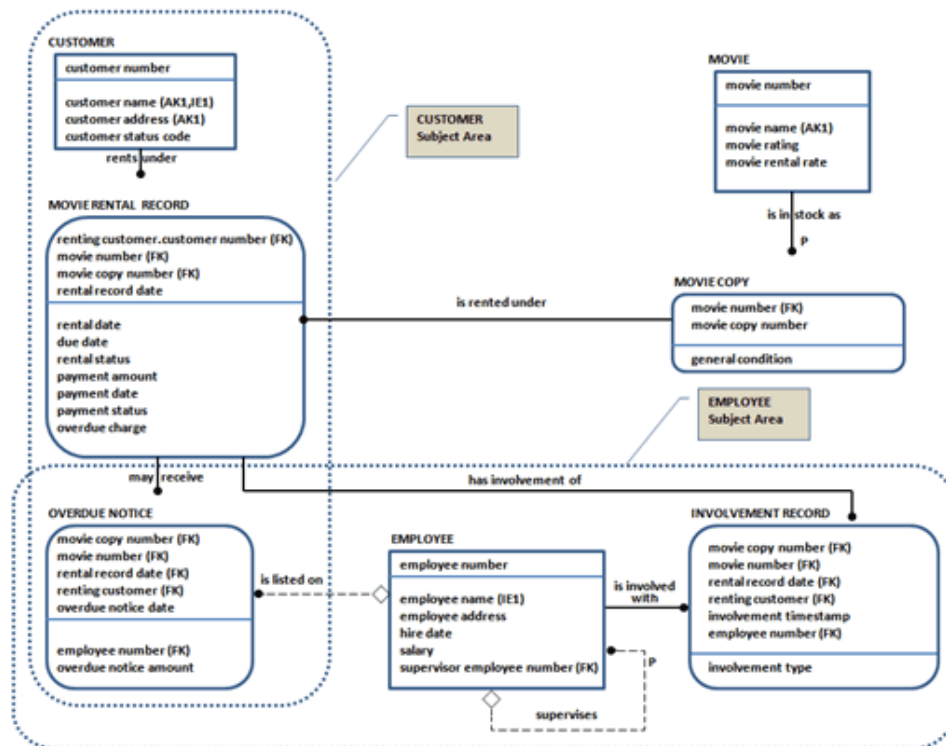 CUSTOMER
customer number
customer name (AK1,IE1)
customer address (AK1)
customer status code
rents under
CUSTOMER
Subject Area
MOVIE
movie number
movie name (AK1)
movie rating
movie rental rate
is in stock as
P
MOVIE RENTAL RECORD
renting customer.customer number (FK)
movie number (FK)
movie copy number (FK)
rental record date
rental date
due date
rental status
payment amount
payment date
payment status
overdue charge
is rented under
MOVIE COPY
movie number (FK)
movie copy number
general condition
EMPLOYEE
Subject Area
may receive
has involvement of
OVERDUE NOTICE
movie copy number (FK)
movie number (FK)
rental record date (FK)
renting customer (FK)
overdue notice date
employee number (FK)
overdue notice amount
is listed on
EMPLOYEE
employee number
employee name (IE1)
employee address
hire date
salary
supervisor employee number (FK)
P
supervises
is involved
with
INVOLVEMENT RECORD
movie copy number (FK)
movie number (FK)
rental record date (FK)
renting customer (FK)
involvement timestamp
employee number (FK)
involvement type